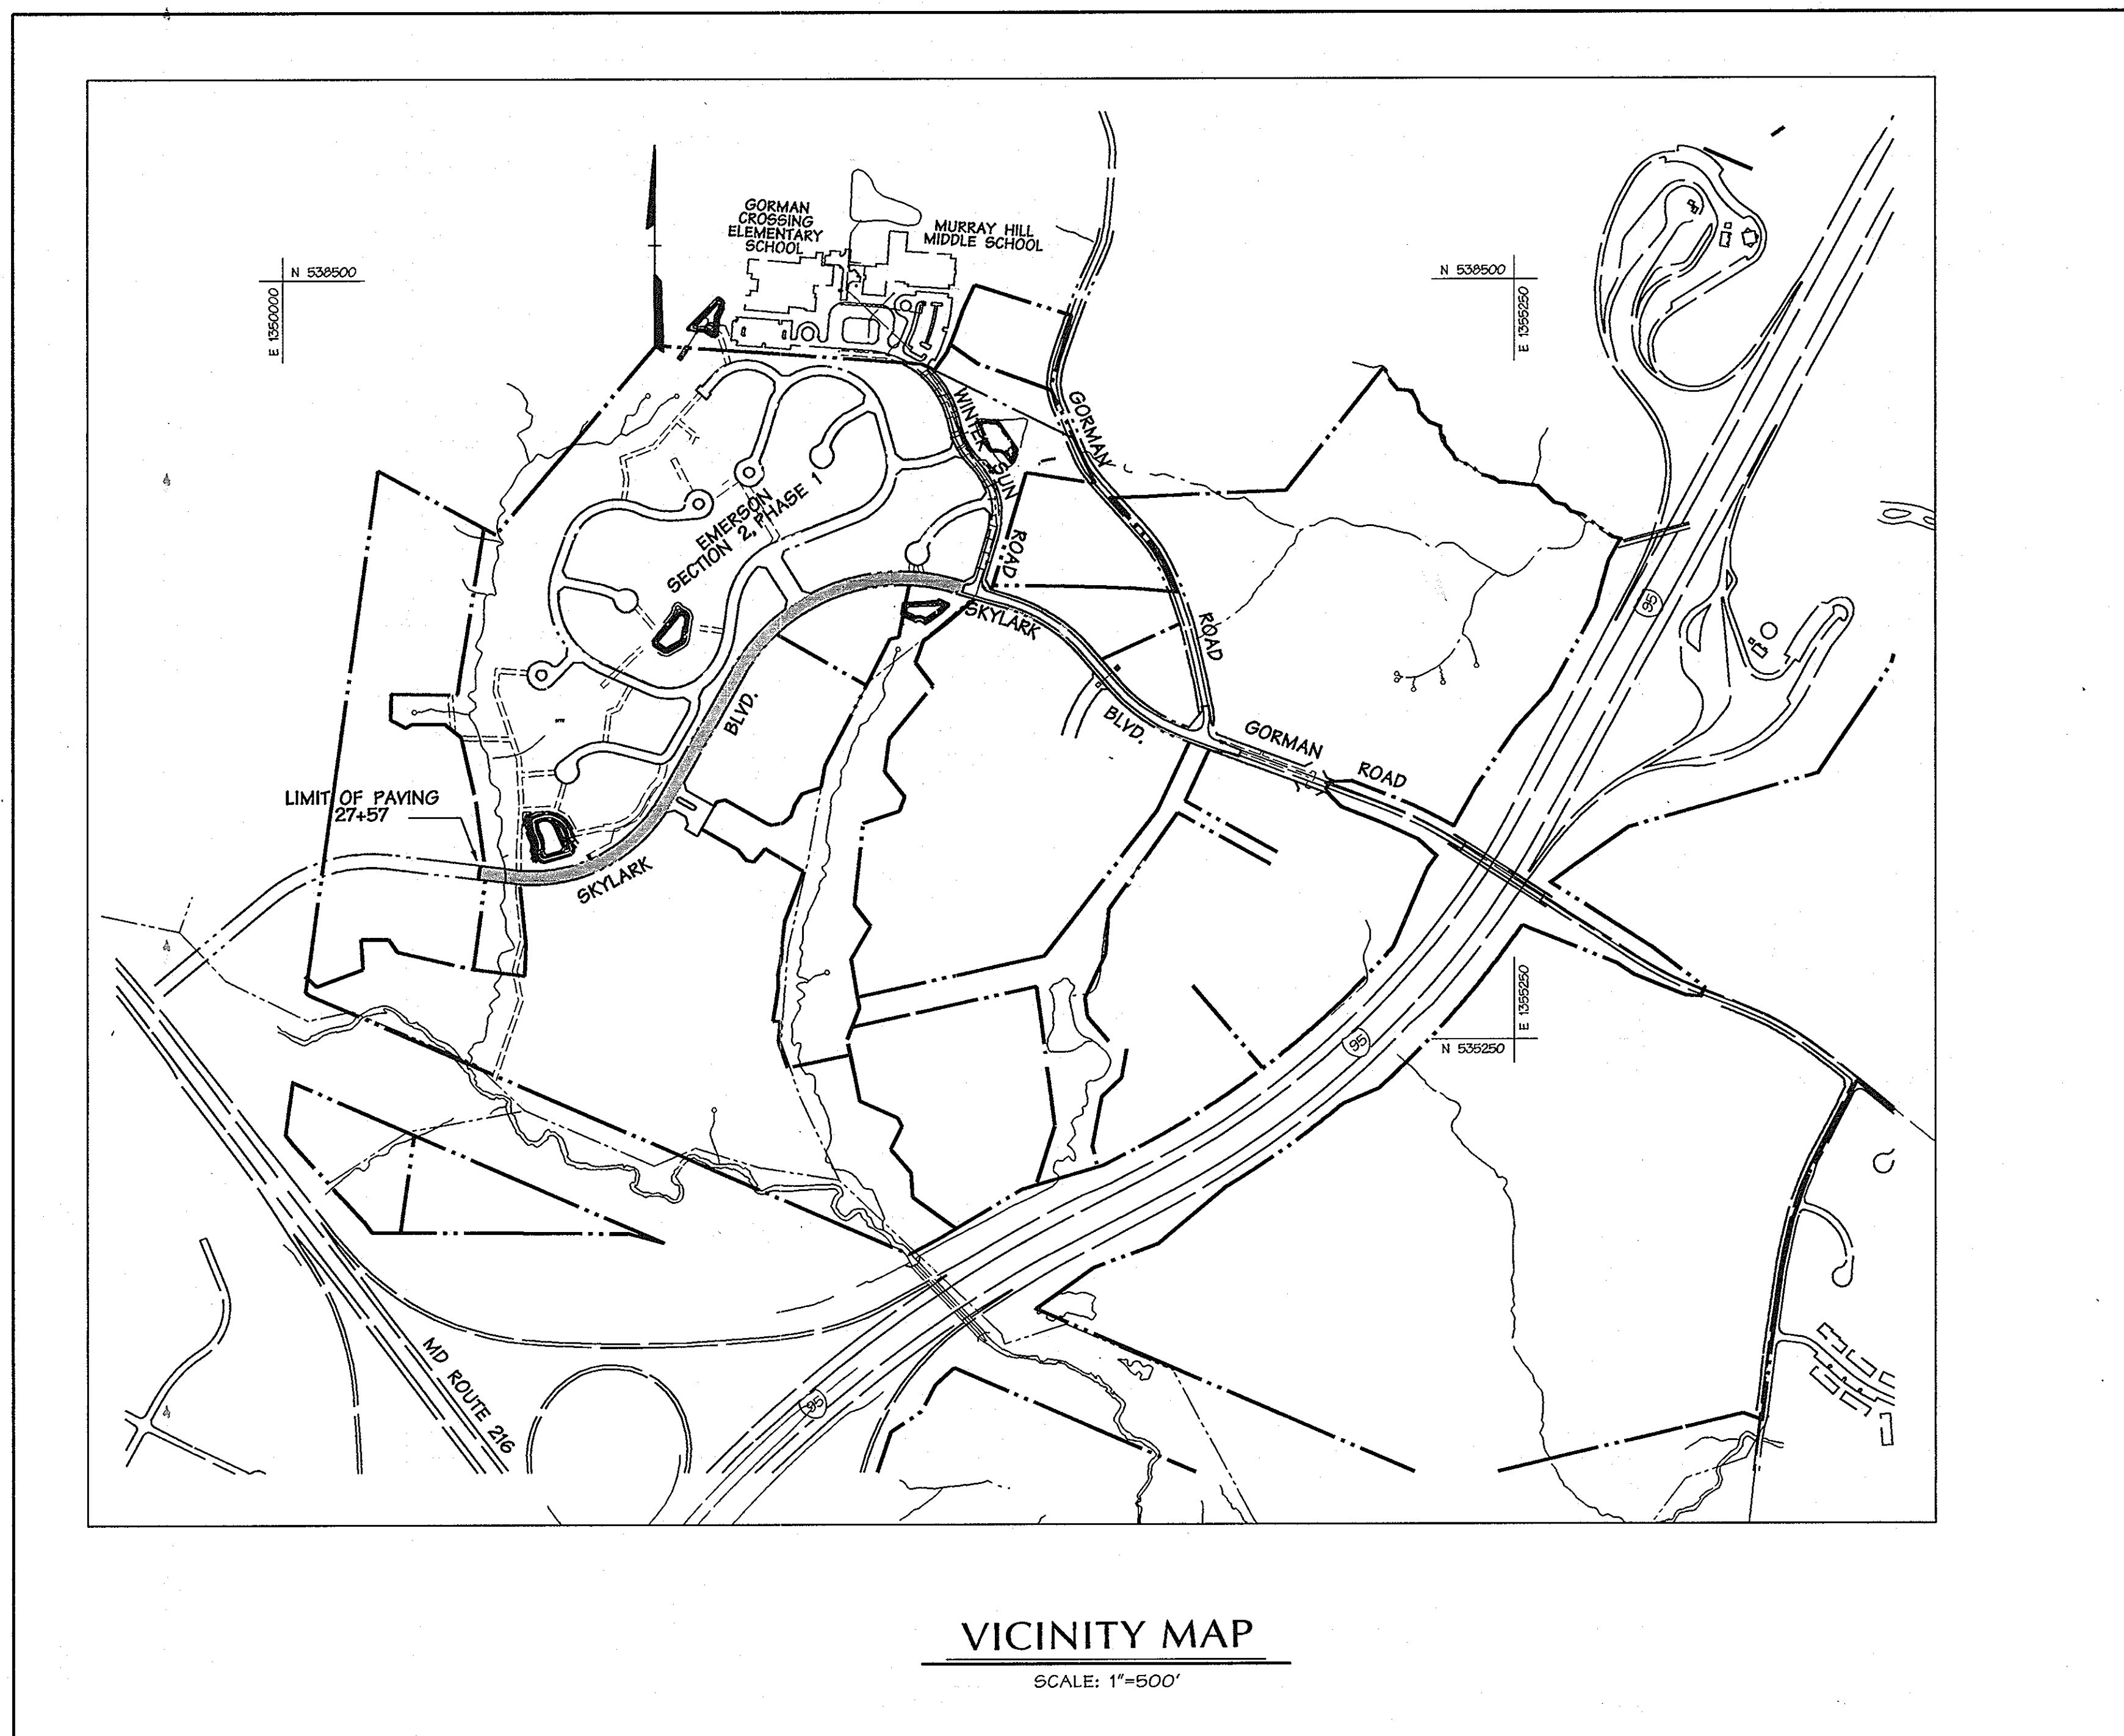 GORMAN
CROSSING
ELEMENTARY
SCHOOL
MURRAY HILL
MIDDLE SCHOOL
N 538500
E 1350000
N 538500
E 1355250
WINTER SUN ROAD
GORMAN ROAD
EMERSON
SECTION 2, PHASE 1
SKYLARK BLVD.
95
GORMAN ROAD
LIMIT OF PAVING
27+57
SKYLARK BLVD.
E 1355250
N 535250
95
MD ROUTE 216
95
VICINITY MAP
SCALE: 1"=500'